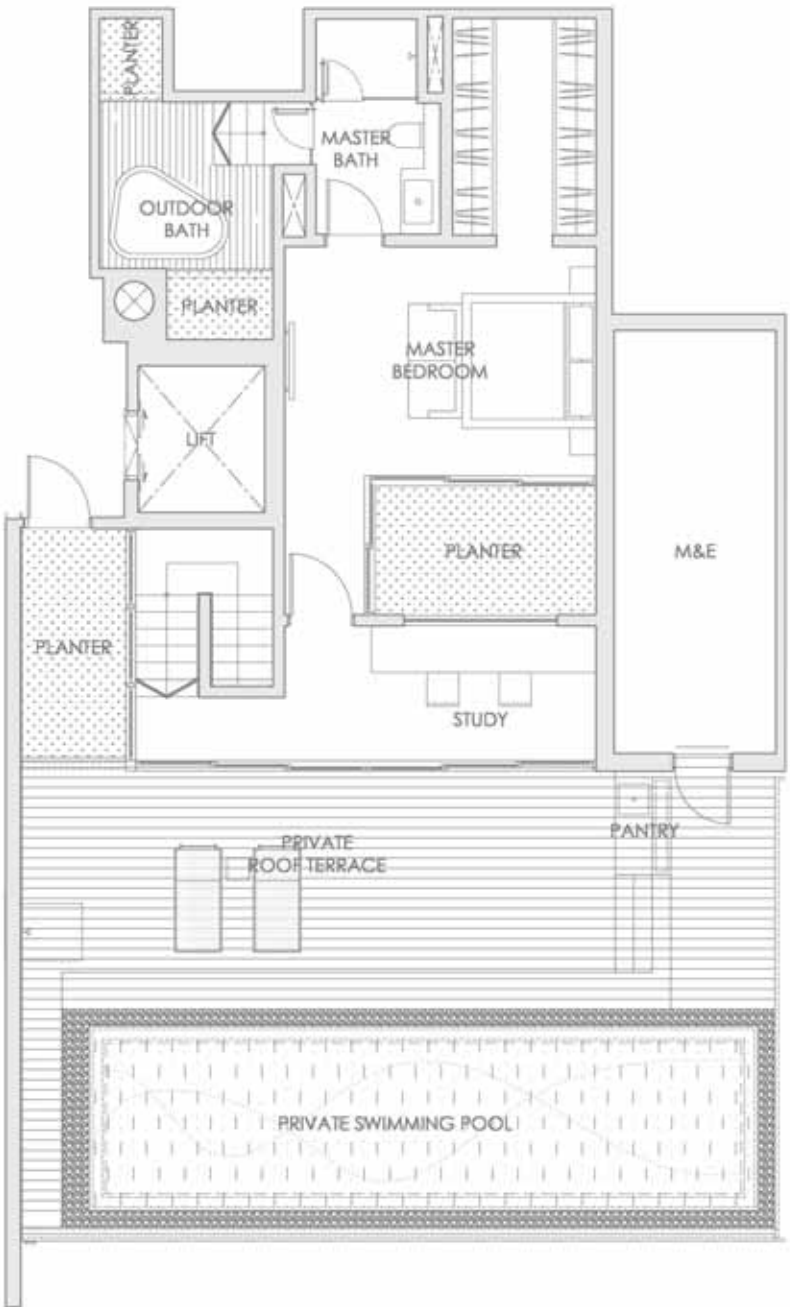 PLANTER
MASTER
BATH
OUTDOOR
BATH
PLANTER
MASTER
BEDROOM
LIFT
PLANTER
M&E
PLANTER
STUDY
PANTRY
PRIVATE
ROOF TERRACE
PRIVATE SWIMMING POOL